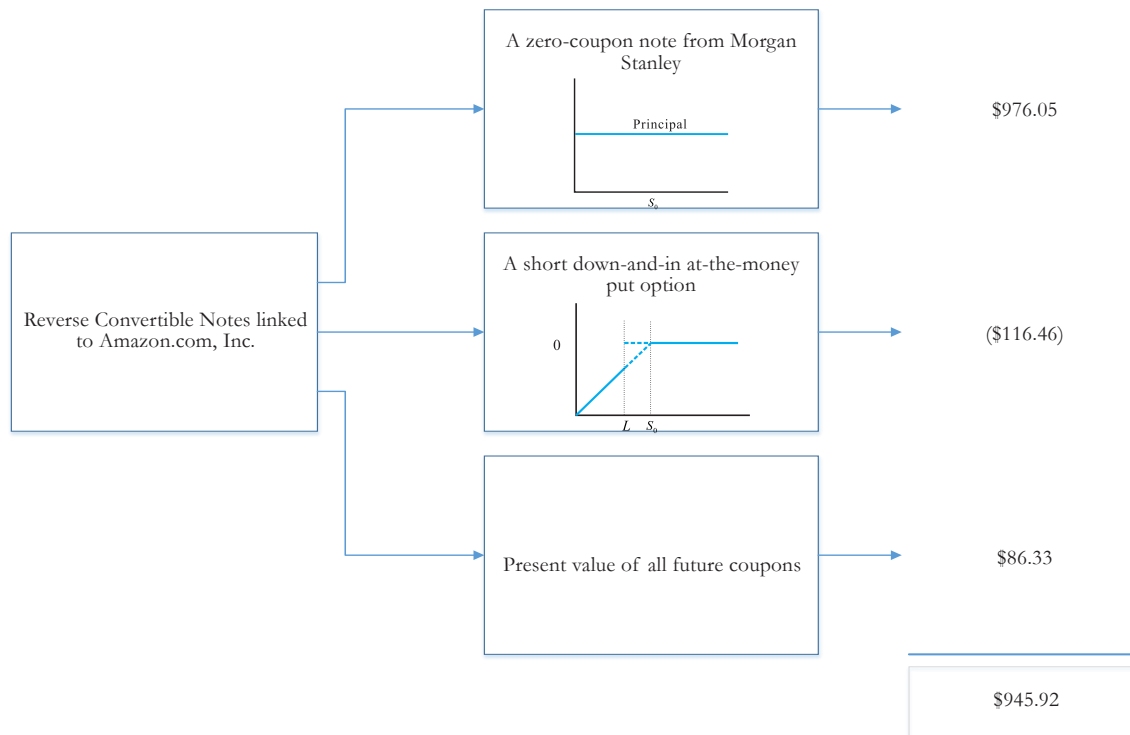 A zero-coupon note from Morgan
Stanley
Principal
S₀
$976.05
Reverse Convertible Notes linked
to Amazon.com, Inc.
A short down-and-in at-the-money
put option
0
L S₀
($116.46)
Present value of all future coupons
$86.33
$945.92